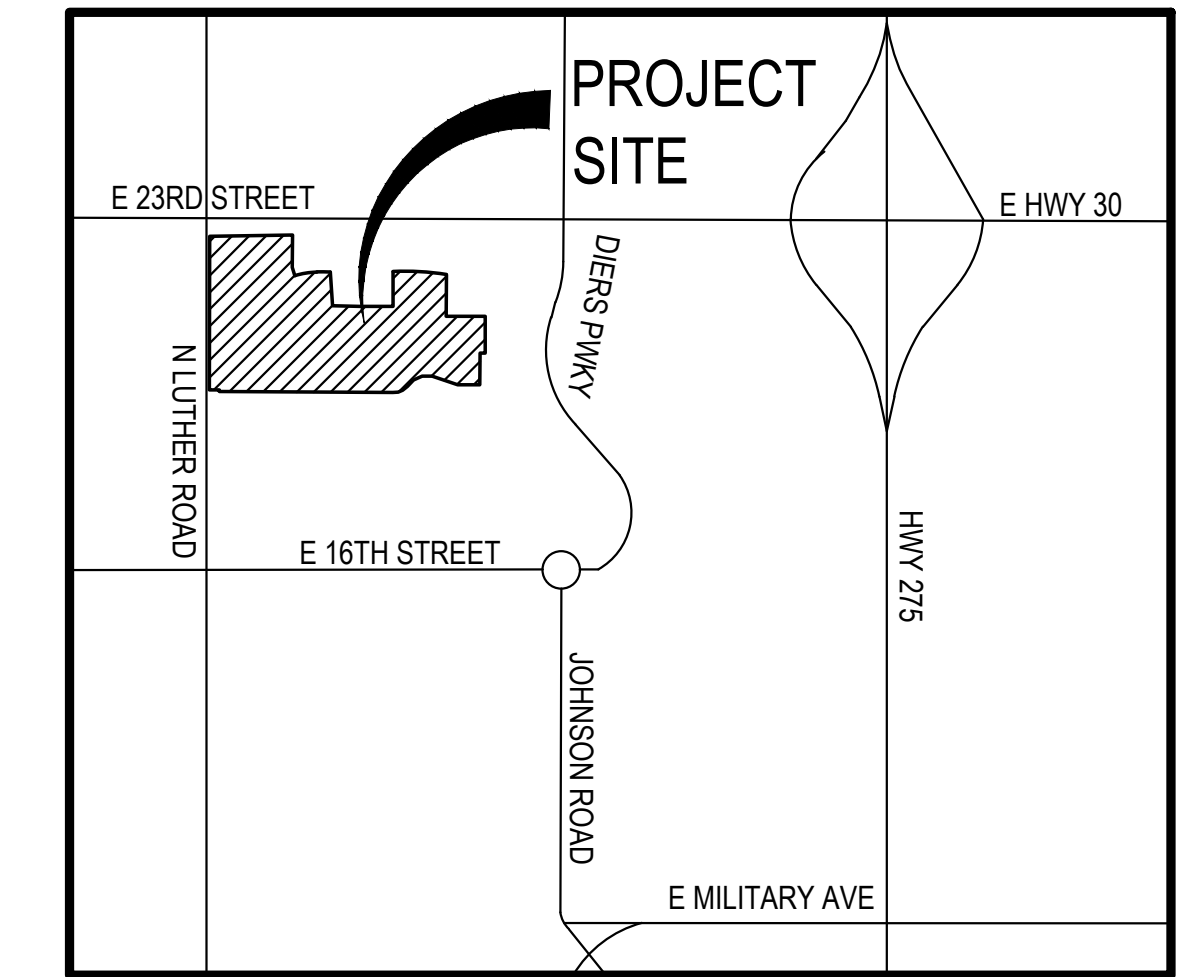 PROJECT
SITE
E 23RD STREET
E HWY 30
DIERS PWKY
N LUTHER ROAD
HWY 275
E 16TH STREET
JOHNSON ROAD
E MILITARY AVE